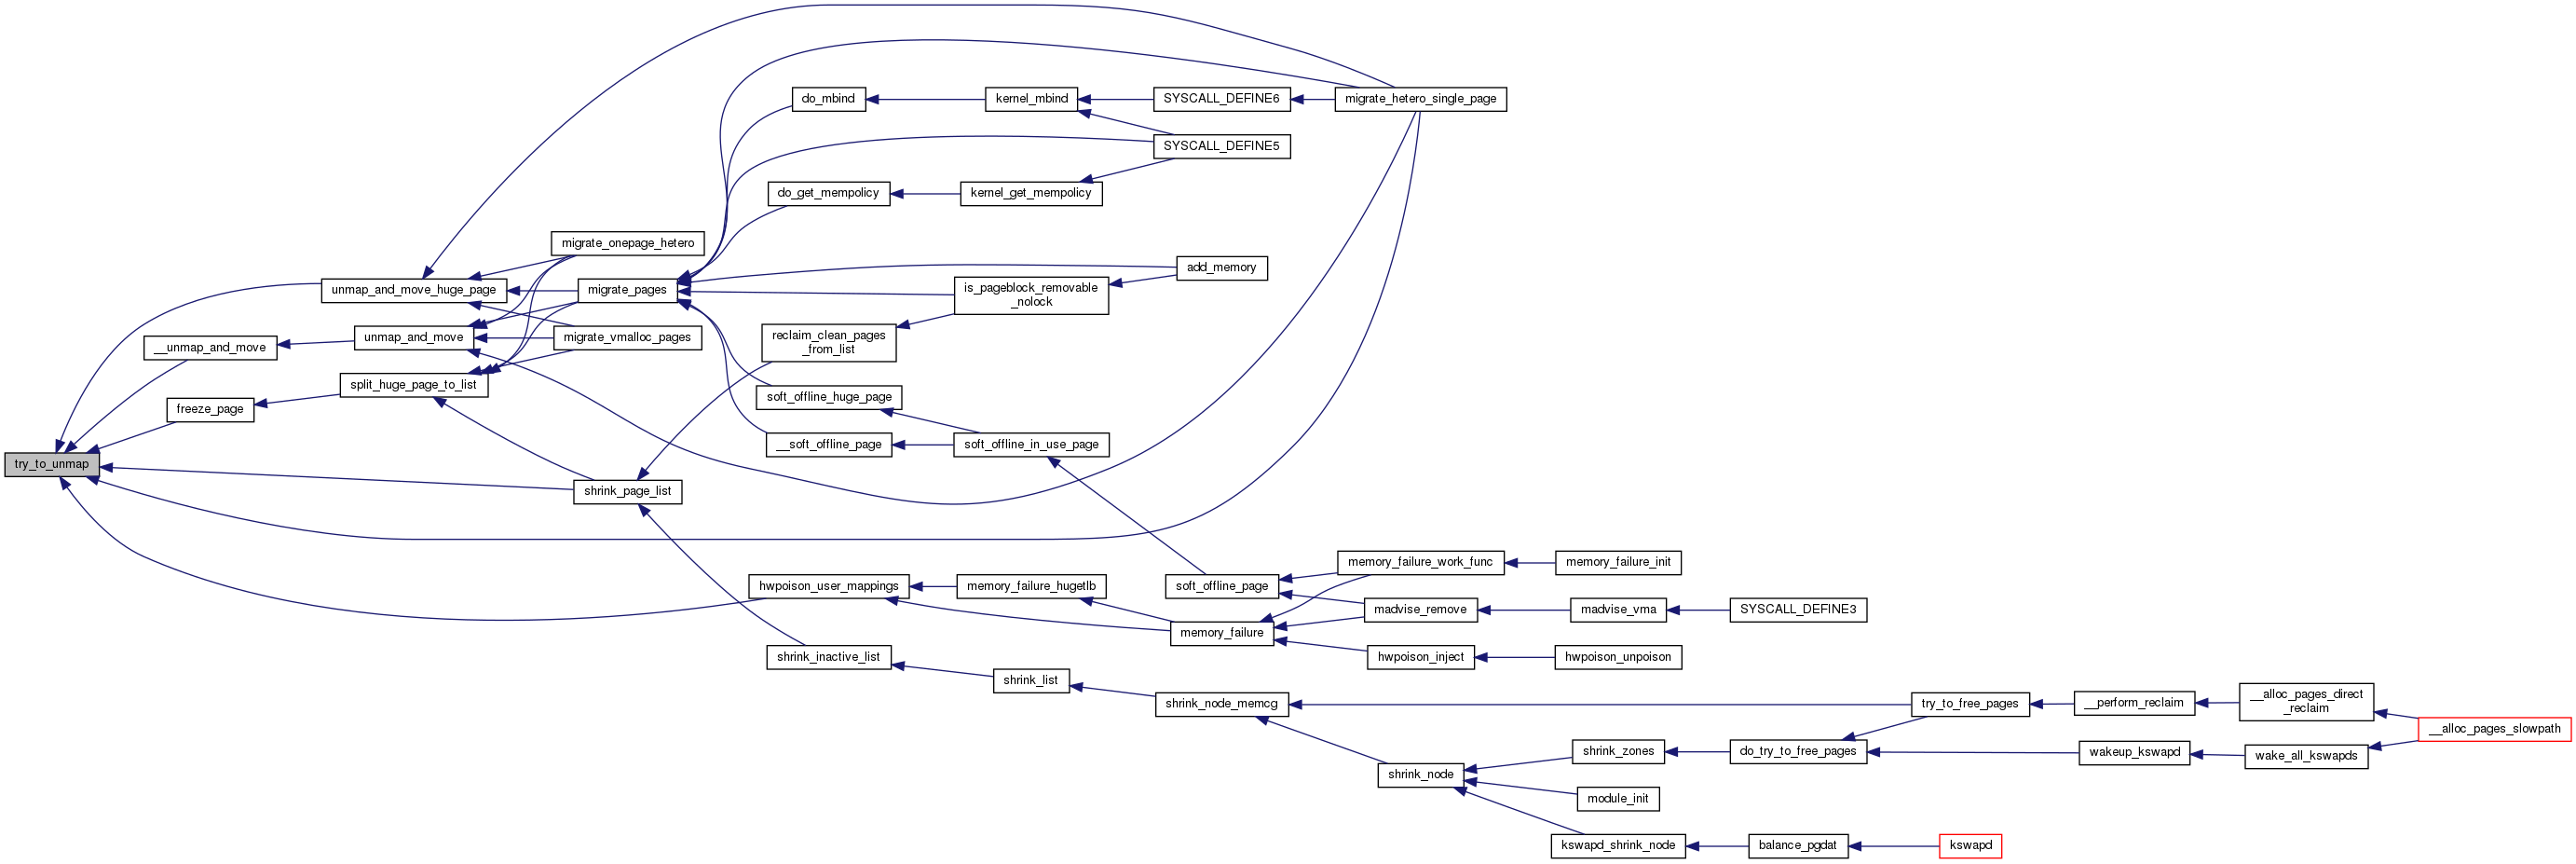 migrate_hetero_single_page
do_mbind
kernel_mbind
SYSCALL_DEFINE6
SYSCALL_DEFINE5
do_get_mempolicy
kernel_get_mempolicy
migrate_onepage_hetero
add_memory
unmap_and_move_huge_page
migrate_pages
is_pageblock_removable
_nolock
__unmap_and_move
unmap_and_move
migrate_vmalloc_pages
reclaim_clean_pages
_from_list
split_huge_page_to_list
soft_offline_huge_page
freeze_page
__soft_offline_page
soft_offline_in_use_page
try_to_unmap
shrink_page_list
memory_failure_work_func
memory_failure_init
hwpoison_user_mappings
memory_failure_hugetlb
soft_offline_page
madvise_remove
madvise_vma
SYSCALL_DEFINE3
memory_failure
shrink_inactive_list
hwpoison_inject
hwpoison_unpoison
shrink_list
shrink_node_memcg
try_to_free_pages
__perform_reclaim
__alloc_pages_direct
_reclaim
__alloc_pages_slowpath
shrink_zones
do_try_to_free_pages
wakeup_kswapd
wake_all_kswapds
shrink_node
module_init
kswapd_shrink_node
balance_pgdat
kswapd